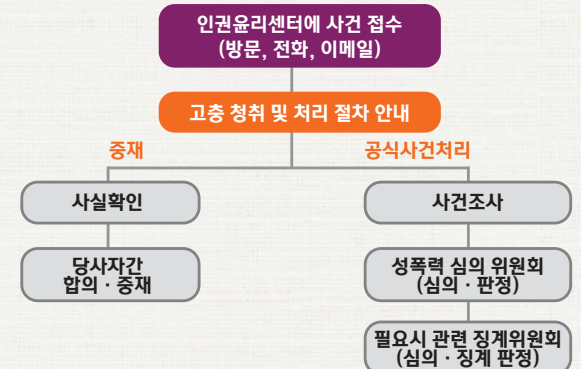 인권윤리센터에 사건 접수
(방문, 전화, 이메일)
고충 청취 및 처리 절차 안내
중재
공식사건처리
사실확인
사건조사
당사자간
합의 · 중재
성폭력 심의 위원회
(심의 · 판정)
필요시 관련 징계위원회
(심의 · 징계 판정)